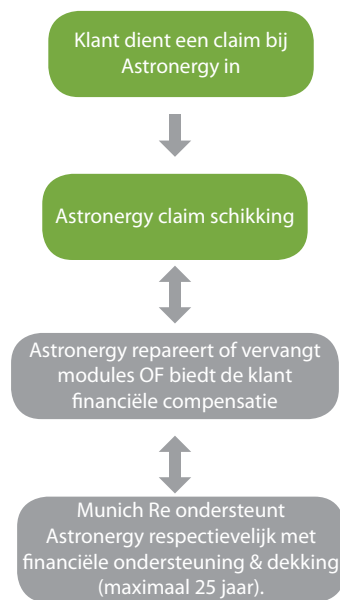 Klant dient een claim bij
Astronergy in
Astronergy claim schikking
Astronergy repareert of vervangt
modules OF biedt de klant
financiële compensatie
Munich Re ondersteunt
Astronergy respectievelijk met
financiële ondersteuning & dekking
(maximaal 25 jaar).